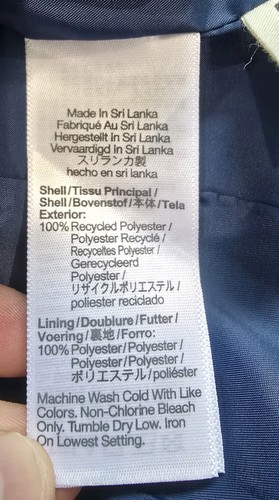 Made In Sri Lanka
Fabriqué Au Sri Lanka
Hergestellt In Sri Lanka
Vervaardigd In Sri Lanka
スリランカ製
hecho en sri lanka
Shell/Tissu Principal/
Shell/Bovenstof/本体/Tela
Exterior:
100% Recycled Polyester/
Polyester Recyclé/
Recyceltes Polyester/
Gerecycleerd
Polyester/
リサイクルポリエステル/
poliester reciclado
Lining/Doublure/Futter/
Voering/裏地/Forro:
100% Polyester/Polyester/
Polyester/Polyester/
ポリエステル/poliéster
Machine Wash Cold With Like
Colors. Non-Chlorine Bleach
Only. Tumble Dry Low. Iron
On Lowest Setting.